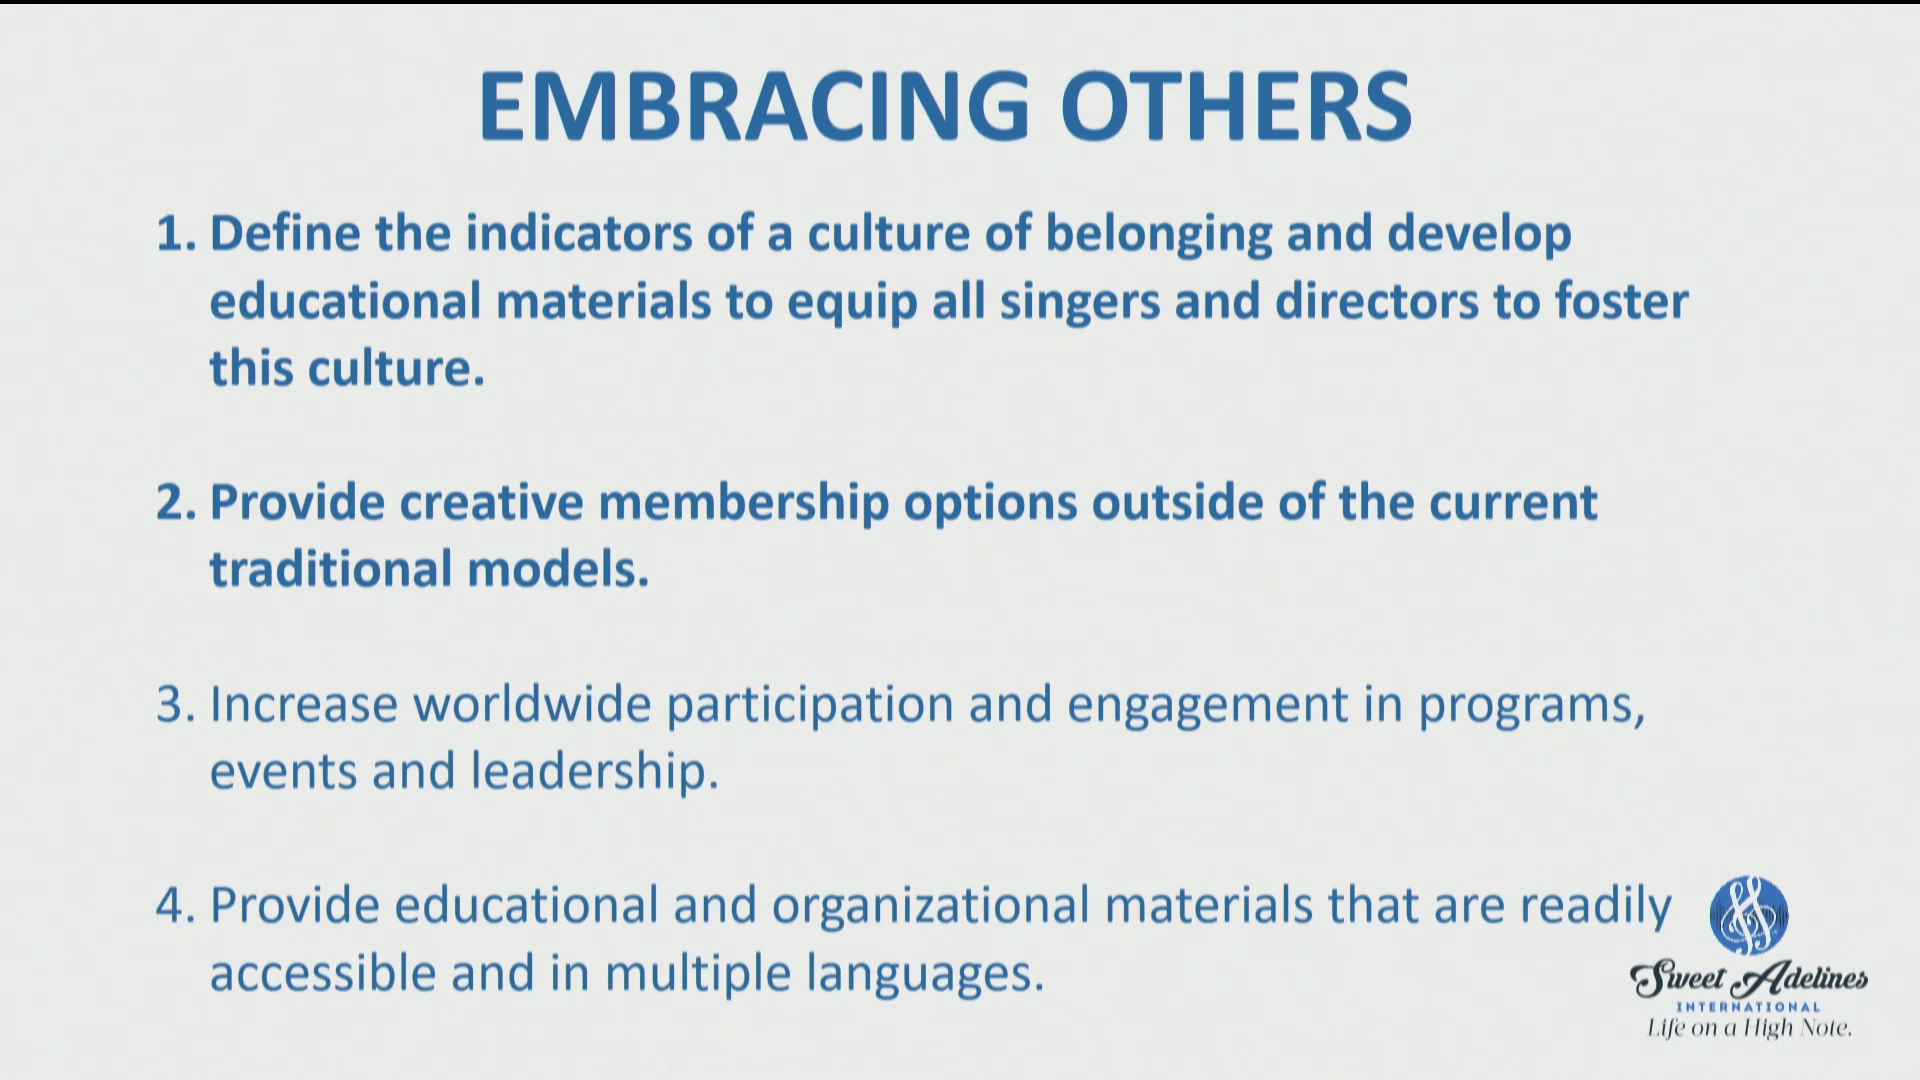 EMBRACING OTHERS
1. Define the indicators of a culture of belonging and develop
educational materials to equip all singers and directors to foster
this culture.
2. Provide creative membership options outside of the current
traditional models.
3. Increase worldwide participation and engagement in programs,
events and leadership.
4. Provide educational and organizational materials that are readily
accessible and in multiple languages.
Sweet Adelines
INTERNATIONAL
Life on a High Note.